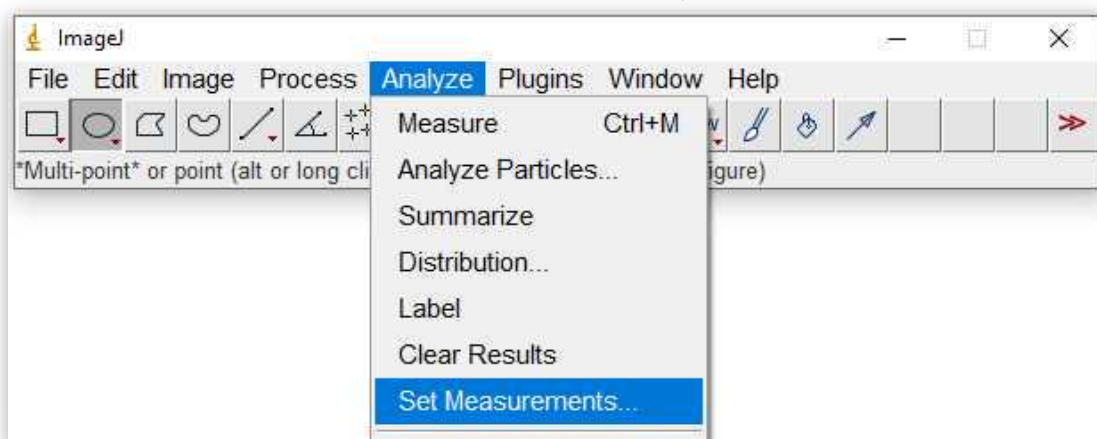 ImageJ
File Edit Image Process Analyze Plugins Window Help
*Multi-point* or point (alt or long cli
igure)
Measure Ctrl+M
Analyze Particles...
Summarize
Distribution...
Label
Clear Results
Set Measurements...